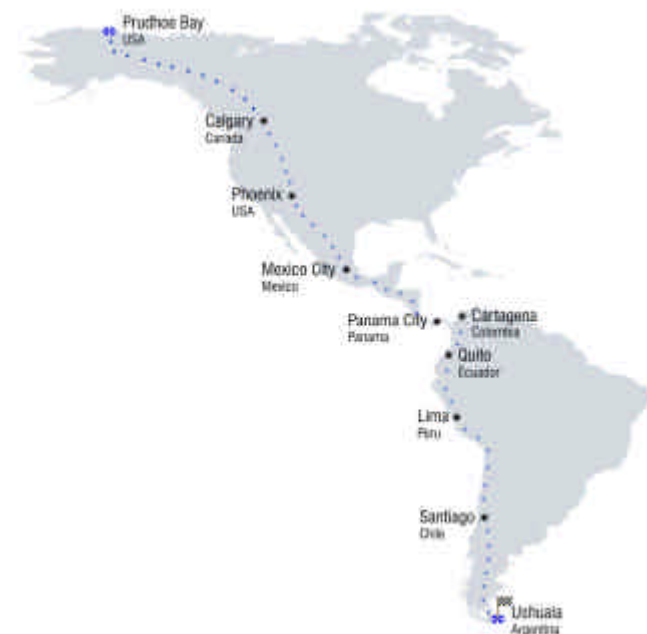 Prudhoe Bay
USA
Calgary
Canada
Phoenix
USA
Mexico City
Mexico
Panama City
Panama
Cartagena
Colombia
Quito
Ecuador
Lima
Peru
Santiago
Chile
Ushuaia
Argentina